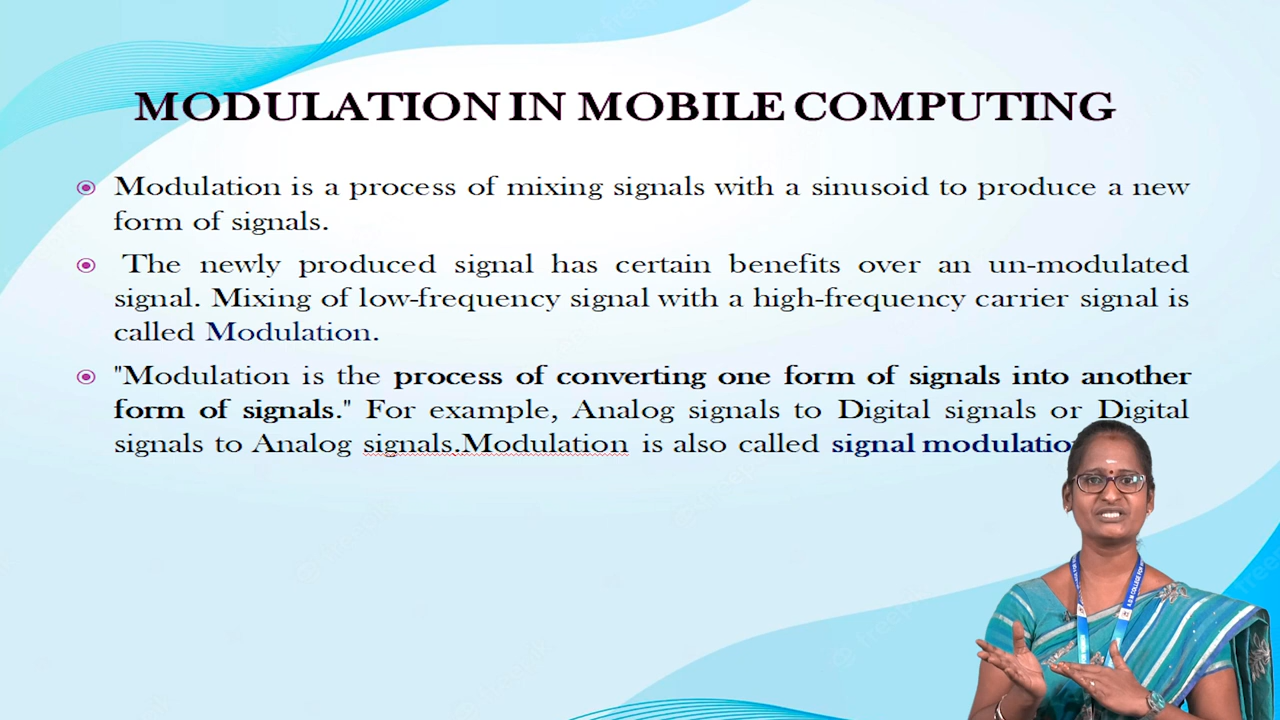 MODULATION IN MOBILE COMPUTING
Modulation is a process of mixing signals with a sinusoid to produce a new
form of signals.
The newly produced signal has certain benefits over an un-modulated
signal. Mixing of low-frequency signal with a high-frequency carrier signal is
called Modulation.
"Modulation is the process of converting one form of signals into another
form of signals." For example, Analog signals to Digital signals or Digital
signals to Analog signals.Modulation is also called signal modulatio